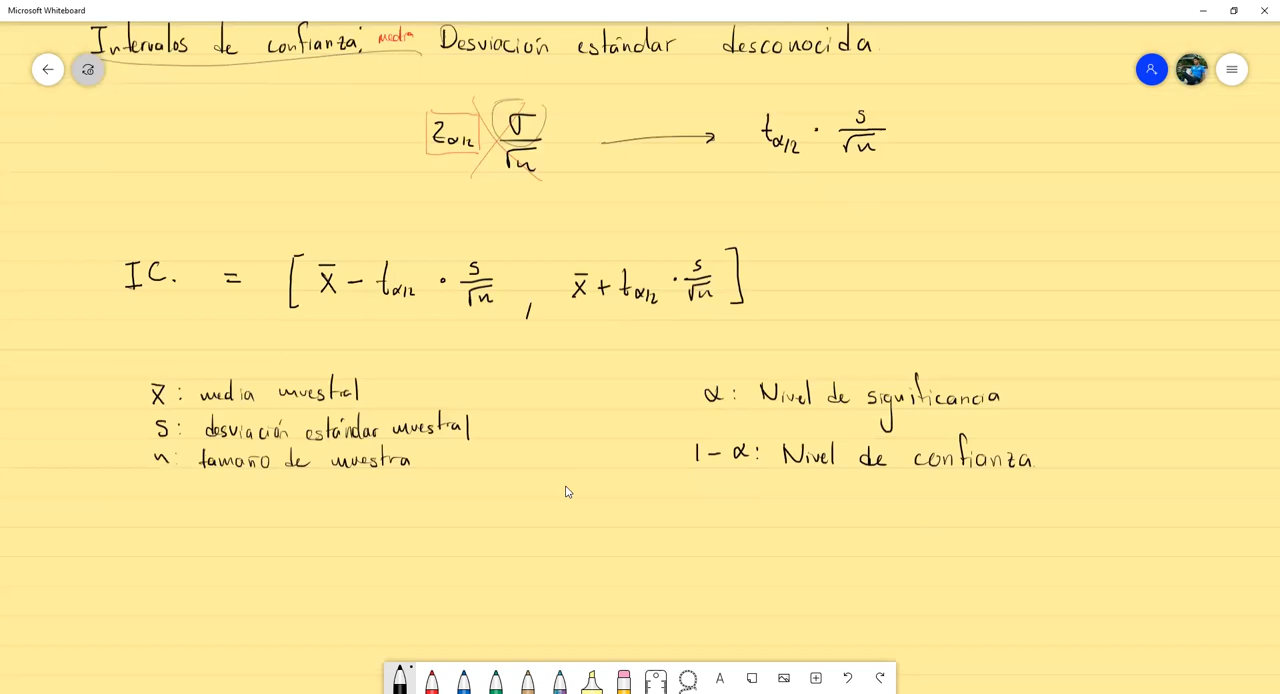 Microsoft Whiteboard
Intervalos de confianza; media Desviación estándar desconocida
Zα/2 σ/√n → tα/2 · s/√n
IC. = [x̄ - tα/2 · s/√n , x̄ + tα/2 · s/√n]
x̄ : media muestral
s : desviación estándar muestral
n : tamaño de muestra
α : Nivel de significancia
1 - α : Nivel de confianza
A